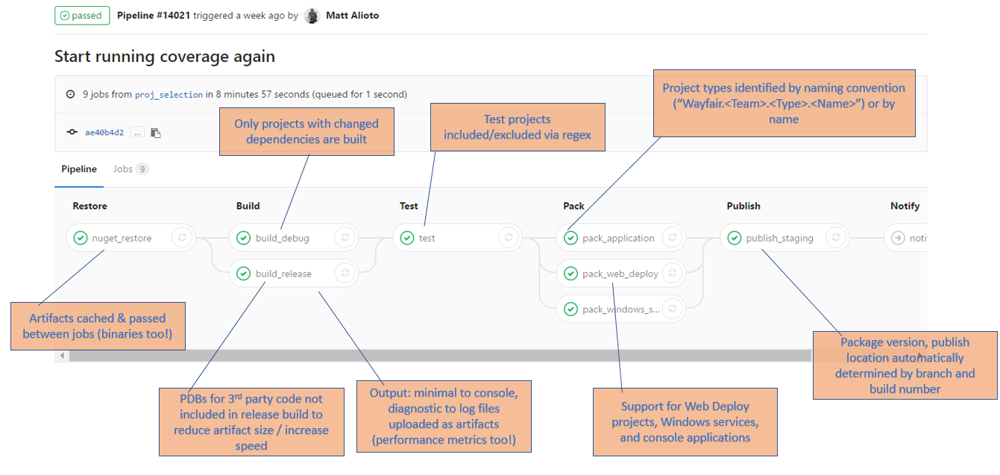 passed Pipeline #14021 triggered a week ago by Matt Alioto
Start running coverage again
9 jobs from proj_selection in 8 minutes 57 seconds (queued for 1 second)
ae40b4d2 ...
Only projects with changed
dependencies are built
Test projects
included/excluded via regex
Project types identified by naming convention
(“Wayfair.<Team>.<Type>.<Name>”) or by
name
Pipeline Jobs 9
Restore Build Test Pack Publish Notify
nuget_restore build_debug test pack_application publish_staging noti
build_release pack_web_deploy
pack_windows_s...
Artifacts cached & passed
between jobs (binaries too!)
PDBs for 3rd party code not
included in release build to
reduce artifact size / increase
speed
Output: minimal to console,
diagnostic to log files
uploaded as artifacts
(performance metrics too!)
Support for Web Deploy
projects, Windows services,
and console applications
Package version, publish
location automatically
determined by branch and
build number